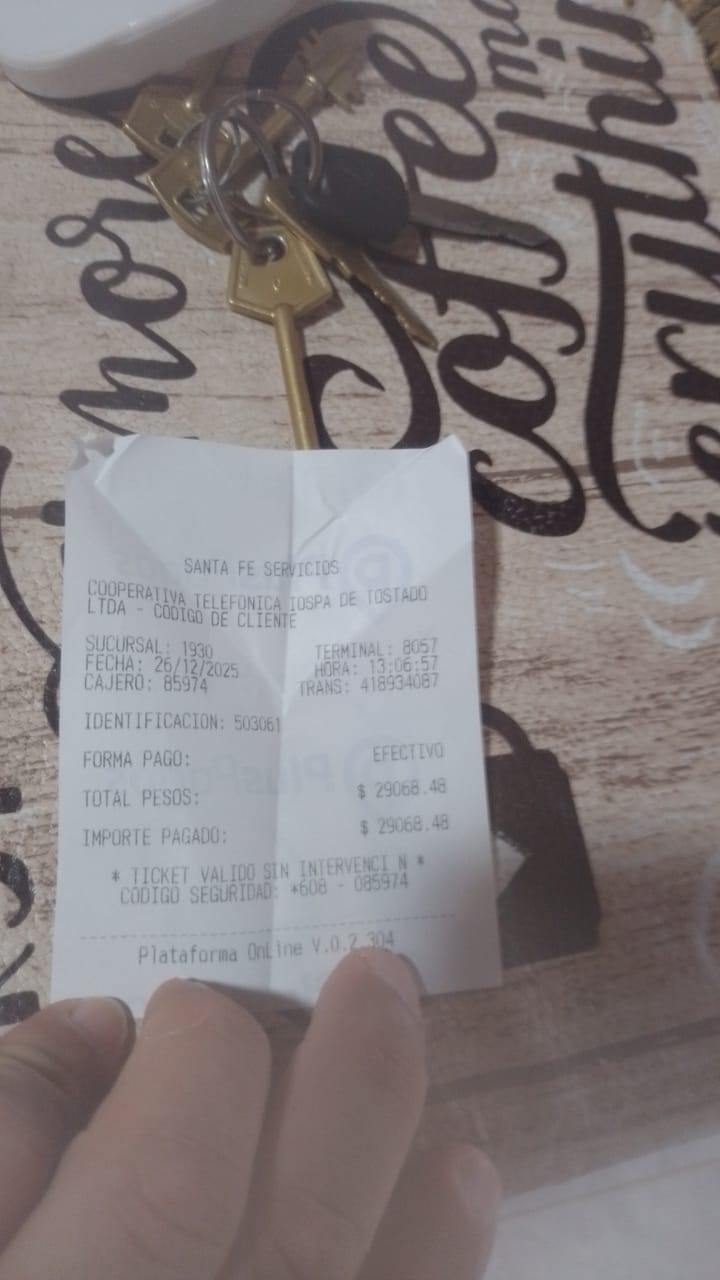 more
Coffee
SANTA FE SERVICIOS
COOPERATIVA TELEFONICA IOSPA DE TOSTADO
LTDA - CODIGO DE CLIENTE
SUCURSAL: 1930 TERMINAL: 8057
FECHA: 26/12/2025 HORA: 13:06:57
CAJERO: 85974 TRANS: 418934087
IDENTIFICACION: 503061
FORMA PAGO: EFECTIVO
TOTAL PESOS: $ 29068.48
IMPORTE PAGADO: $ 29068.48
* TICKET VALIDO SIN INTERVENCI N *
CODIGO SEGURIDAD: *608 - 085974
Plataforma OnLine V.0.2.304